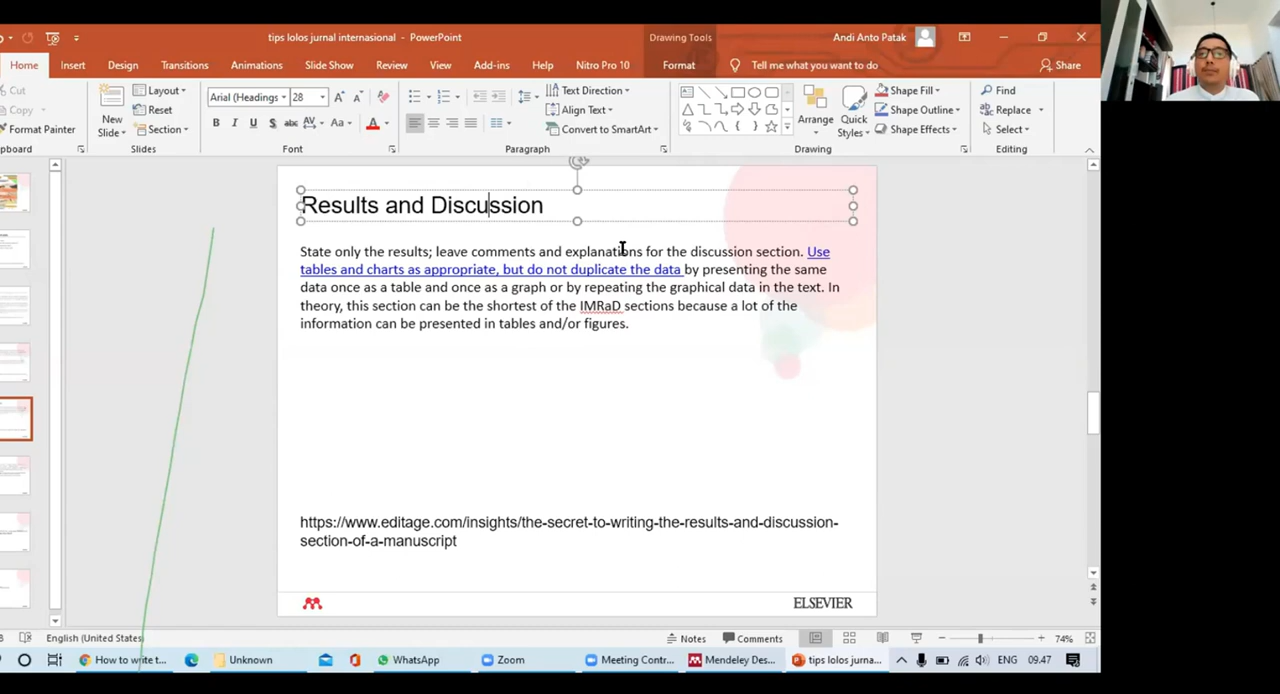 tips lolos jurnal internasional - PowerPoint
Drawing Tools
Andi Anto Patak
Home Insert Design Transitions Animations Slide Show Review View Add-ins Help Nitro Pro 10 Format Tell me what you want to do Share
Cut
Copy
Format Painter
New Slide
Layout
Reset
Section
Slides
Arial (Headings 28
B I U S abc AV Aa A
Font
Text Direction
Align Text
Convert to SmartArt
Paragraph
Arrange
Quick Styles
Shape Fill
Shape Outline
Shape Effects
Drawing
Find
Replace
Select
Editing
Results and Discussion
State only the results; leave comments and explanations for the discussion section. Use
tables and charts as appropriate, but do not duplicate the data by presenting the same
data once as a table and once as a graph or by repeating the graphical data in the text. In
theory, this section can be the shortest of the IMRaD sections because a lot of the
information can be presented in tables and/or figures.
https://www.editage.com/insights/the-secret-to-writing-the-results-and-discussion-
section-of-a-manuscript
ELSEVIER
English (United States)
Notes Comments 74%
How to write t... Unknown WhatsApp Zoom Meeting Contr... Mendeley Des... tips lolos jurna... ENG 09.47